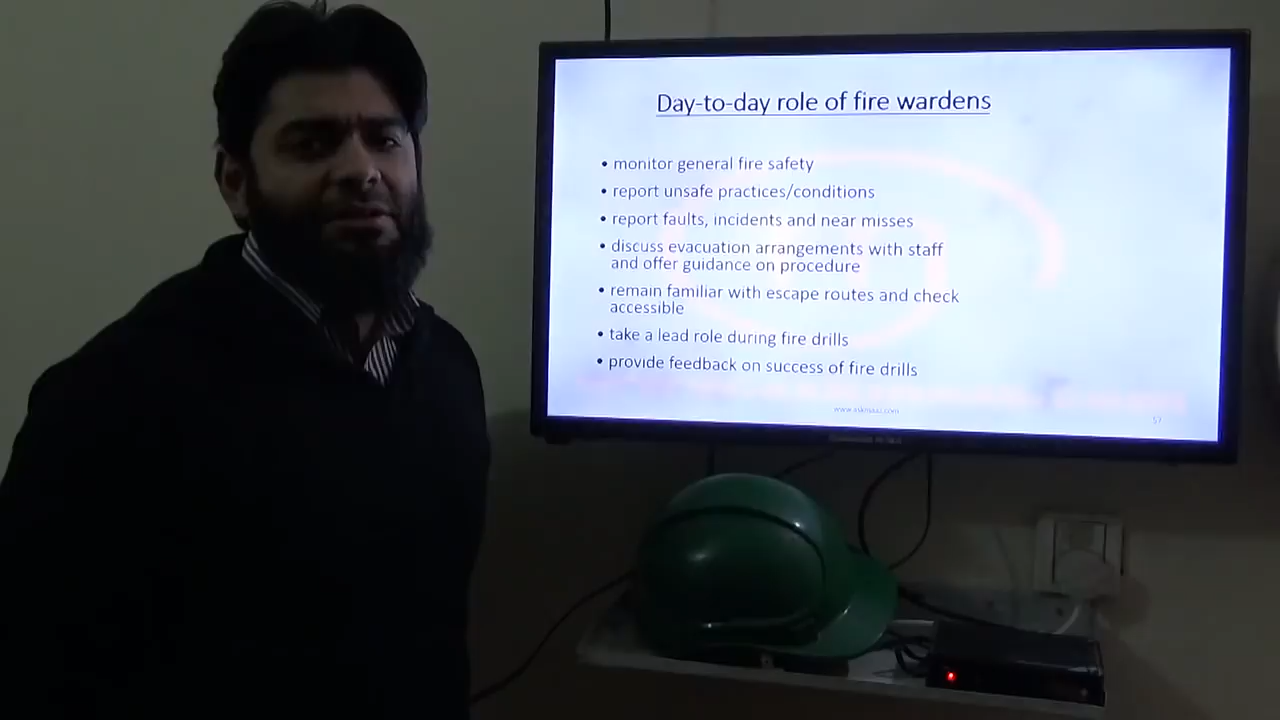 Day-to-day role of fire wardens
• monitor general fire safety
• report unsafe practices/conditions
• report faults, incidents and near misses
• discuss evacuation arrangements with staff
and offer guidance on procedure
• remain familiar with escape routes and check
accessible
• take a lead role during fire drills
• provide feedback on success of fire drills
57